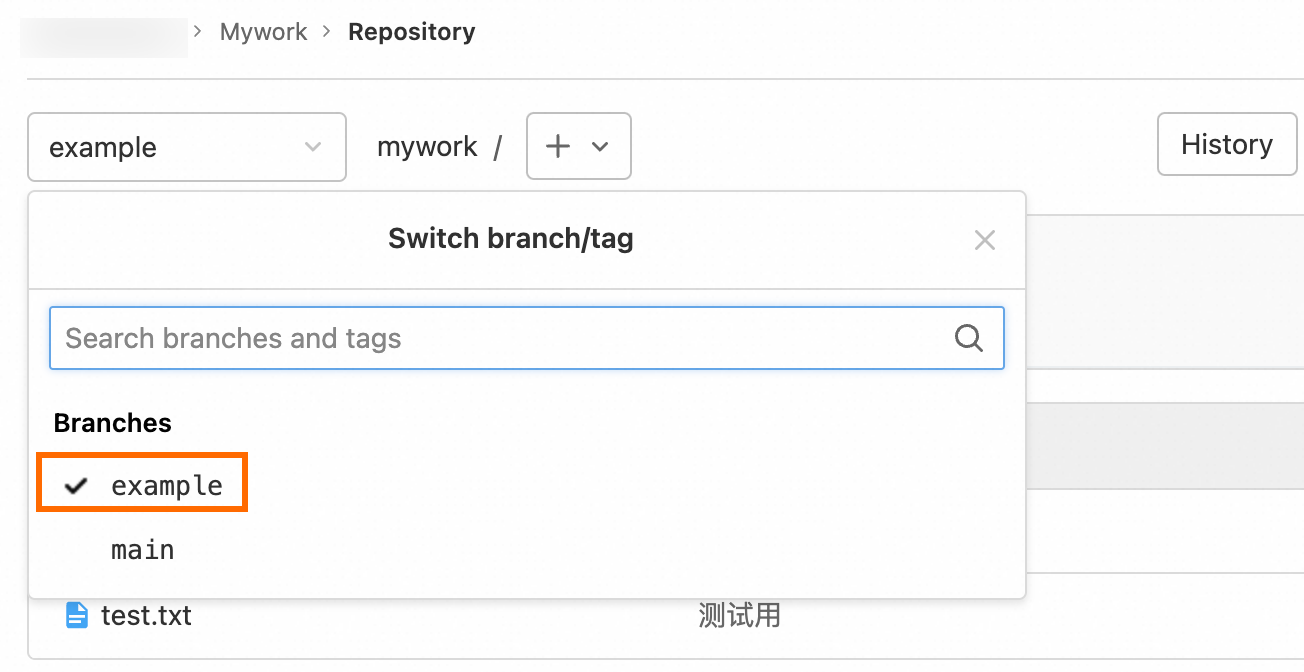 Mywork > Repository
example mywork / + History
Switch branch/tag
Search branches and tags
Branches
example
main
test.txt 测试用